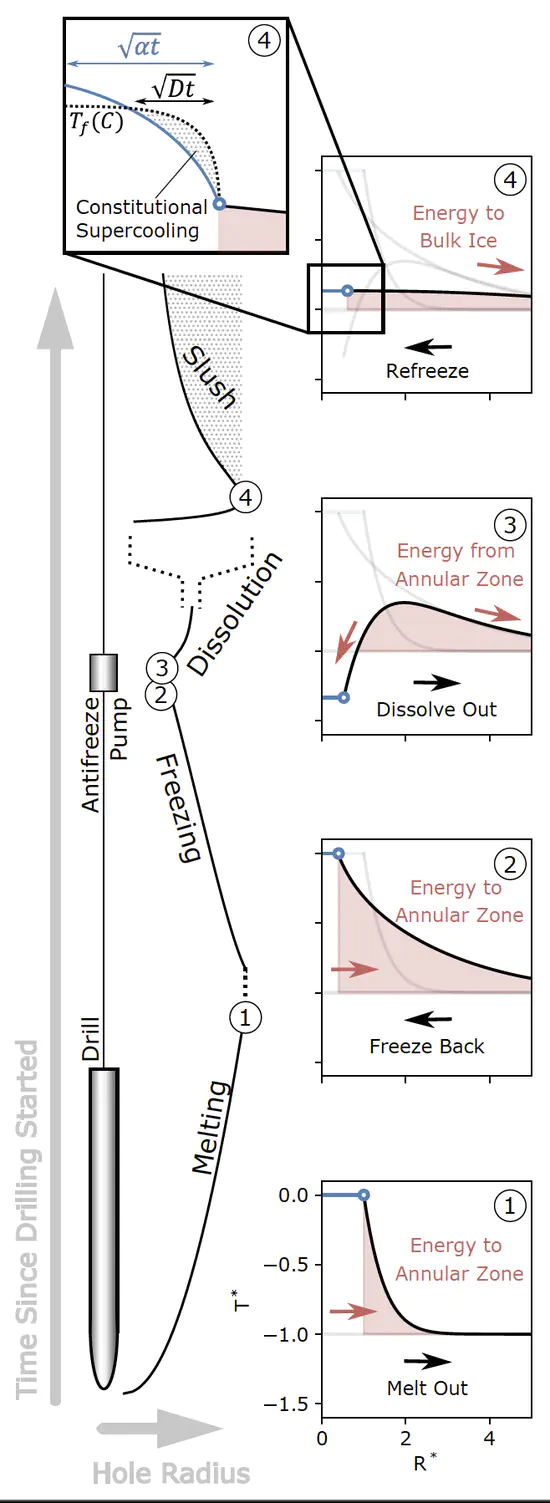 √αt
④
√Dt
T_f(C)
Constitutional
Supercooling
④
Energy to
Bulk Ice
Refreeze
Slush
④
③
Energy from
Annular Zone
Dissolve Out
Dissolution
③
②
Antifreeze
Pump
Freezing
②
Energy to
Annular Zone
Freeze Back
①
Drill
Melting
Time Since Drilling Started
①
0.0
Energy to
Annular Zone
−0.5
T*
−1.0
Melt Out
−1.5
0
2
4
R*
Hole Radius